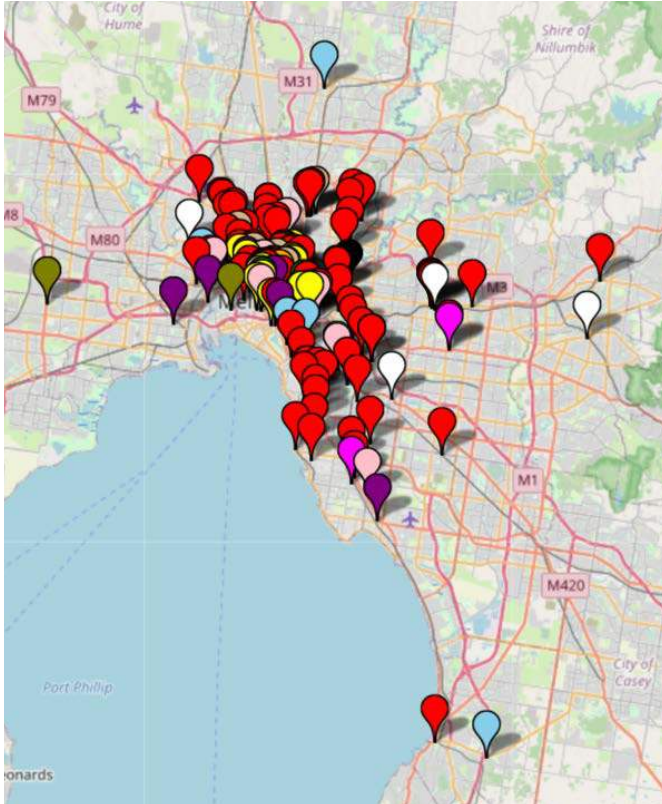 City of
Hume
Shire of
Nillumbik
M31
M79
M8
M80
M3
Mel
M1
M420
City of
Casey
Port Phillip
eonards